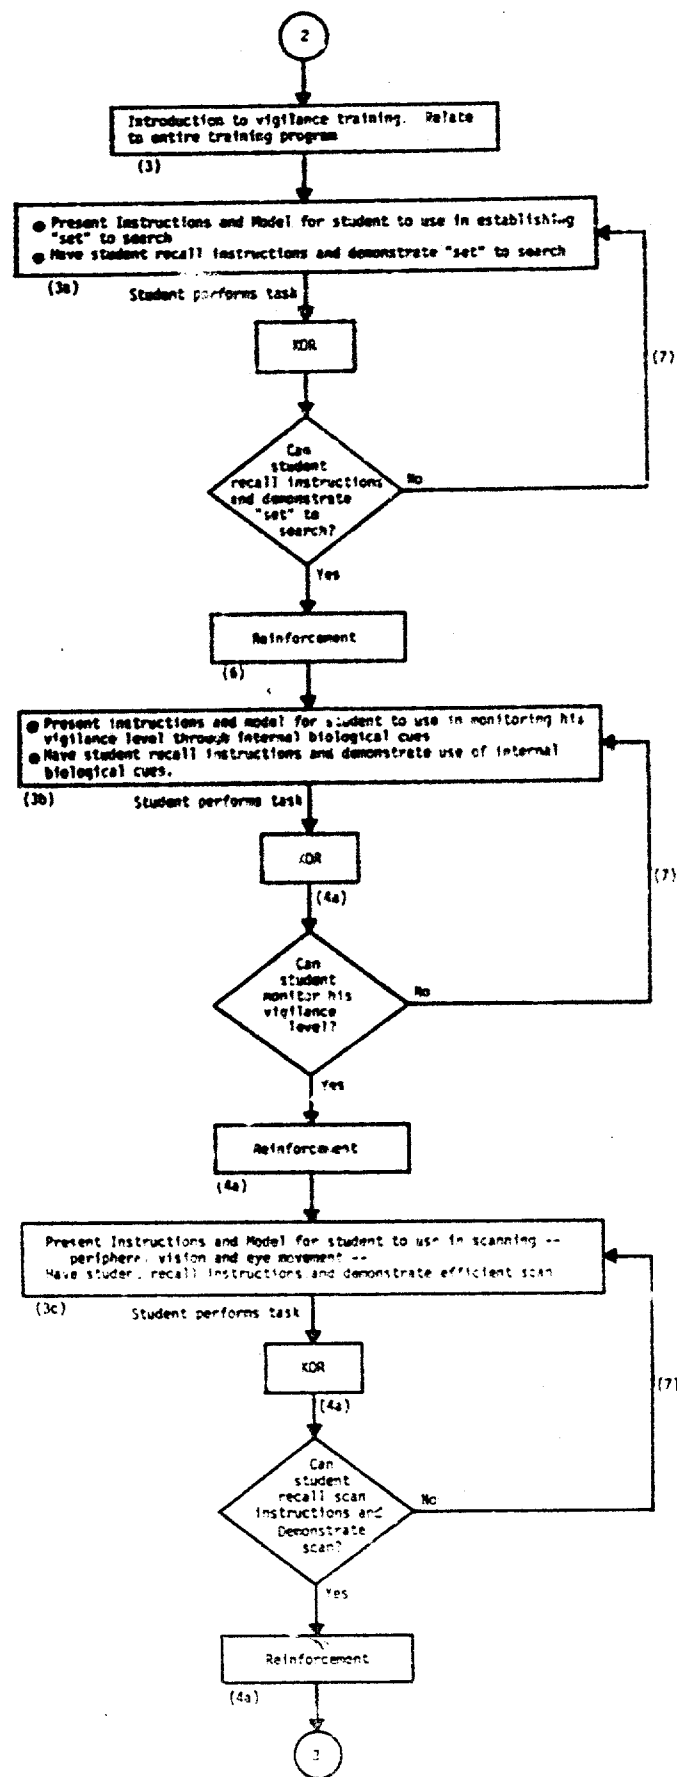 2
Introduction to vigilance training. Relate
to entire training program
(3)
● Present Instructions and Model for student to use in establishing
"set" to search
● Have student recall instructions and demonstrate "set" to search
(3a)
Student performs task
KOR
(7)
Can
student
recall instructions
and demonstrate
"set" to
search?
No
Yes
Reinforcement
(6)
● Present instructions and model for student to use in monitoring his
vigilance level through internal biological cues
● Have student recall instructions and demonstrate use of internal
biological cues.
(3b)
Student performs task
KOR
(4a)
(7)
Can
student
monitor his
vigilance
level?
No
Yes
Reinforcement
(4a)
Present Instructions and Model for student to use in scanning --
peripheral vision and eye movement --
Have student recall instructions and demonstrate efficient scan
(3c)
Student performs task
KOR
(4a)
(7)
Can
student
recall scan
instructions and
Demonstrate
scan?
No
Yes
Reinforcement
(4a)
3